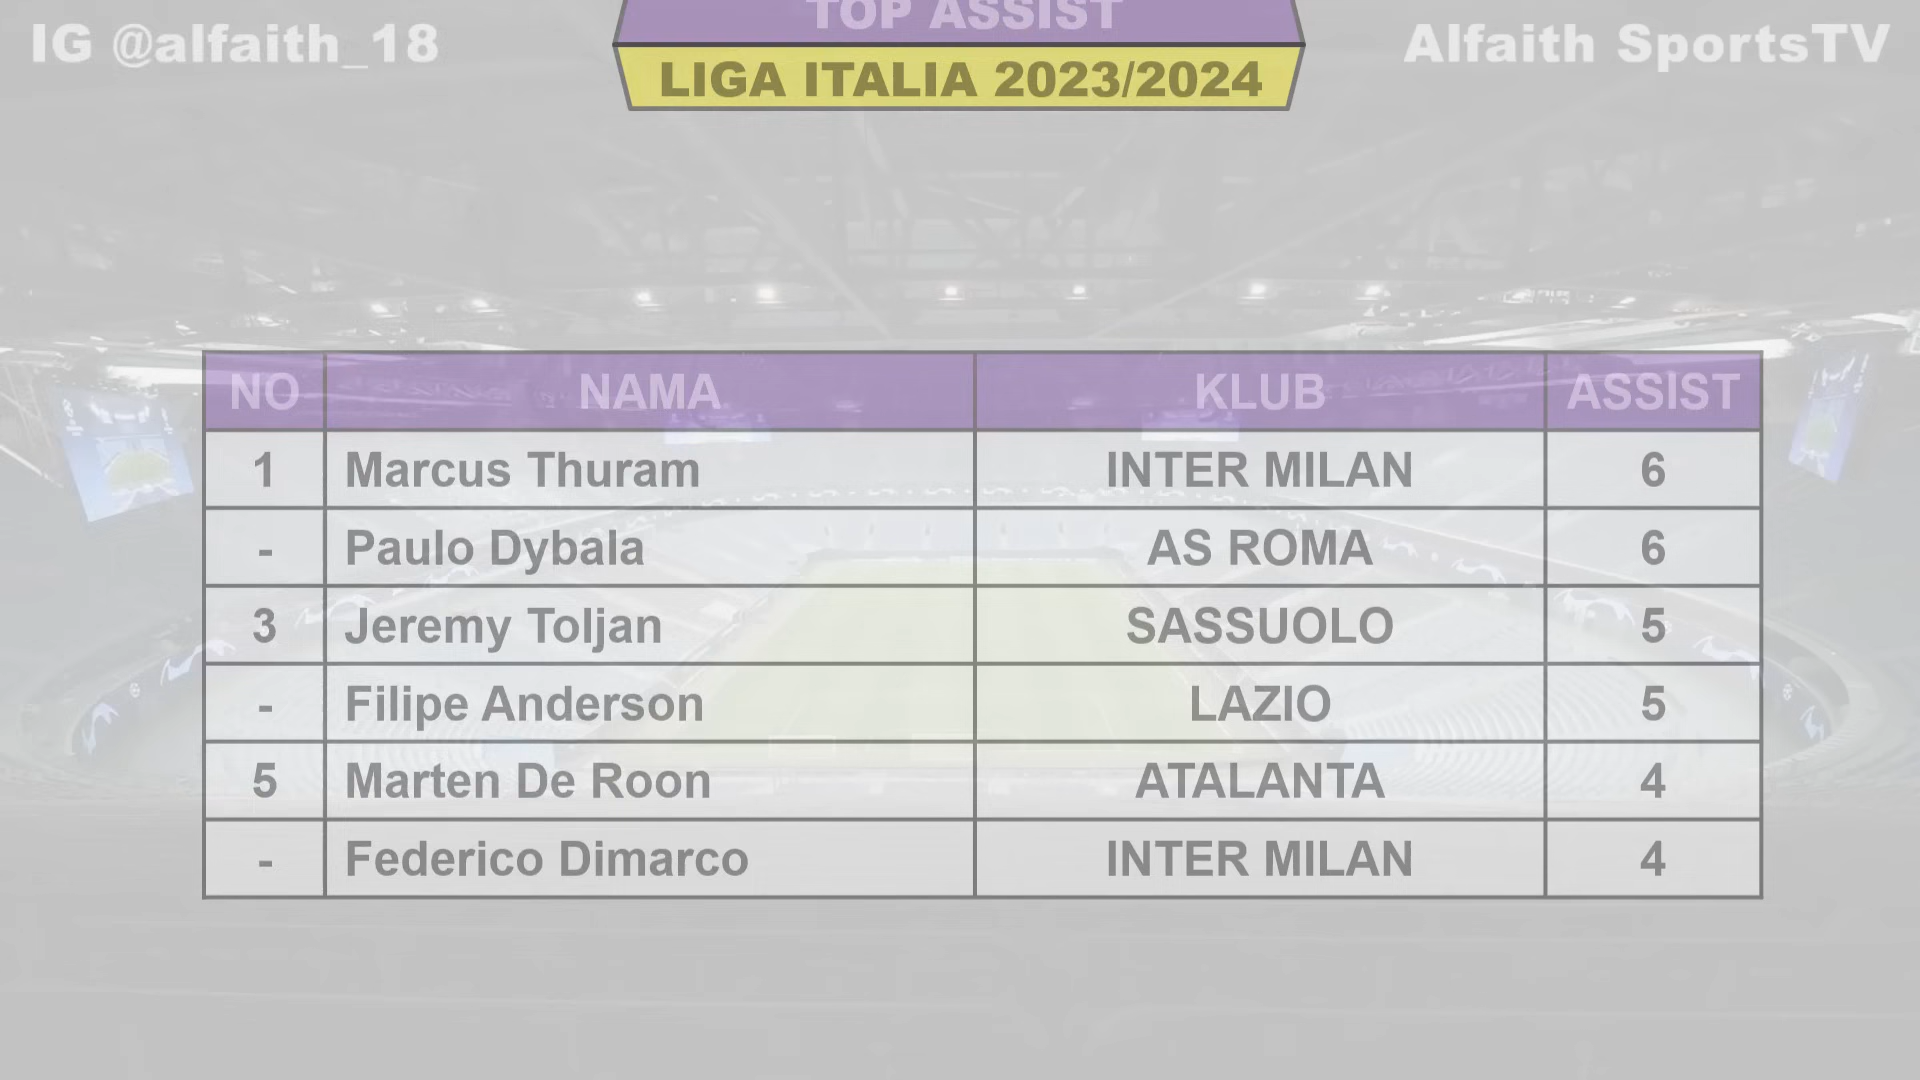 IG @alfaith_18
TOP ASSIST
Alfaith SportsTV
LIGA ITALIA 2023/2024
NO NAMA KLUB ASSIST
1 Marcus Thuram INTER MILAN 6
- Paulo Dybala AS ROMA 6
3 Jeremy Toljan SASSUOLO 5
- Filipe Anderson LAZIO 5
5 Marten De Roon ATALANTA 4
- Federico Dimarco INTER MILAN 4